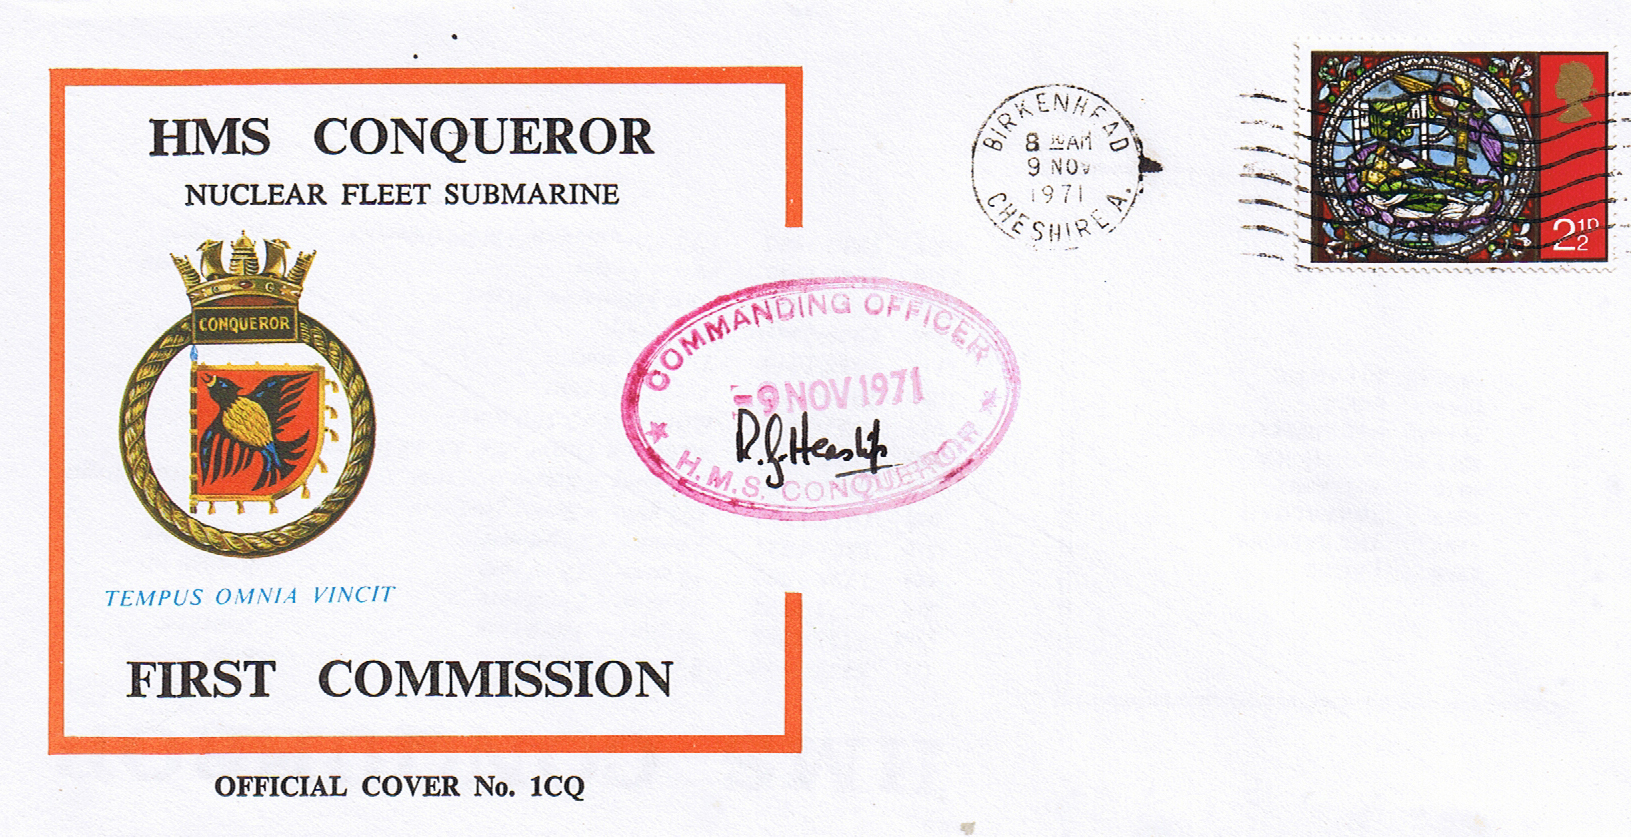 HMS CONQUEROR
NUCLEAR FLEET SUBMARINE
CONQUEROR
TEMPUS OMNIA VINCIT
FIRST COMMISSION
OFFICIAL COVER No. 1CQ
COMMANDING OFFICER
-9 NOV 1971
H.M.S. CONQUEROR
BIRKENHEAD
8 AM
9 NOV
1971
CHESHIRE A.
2½P